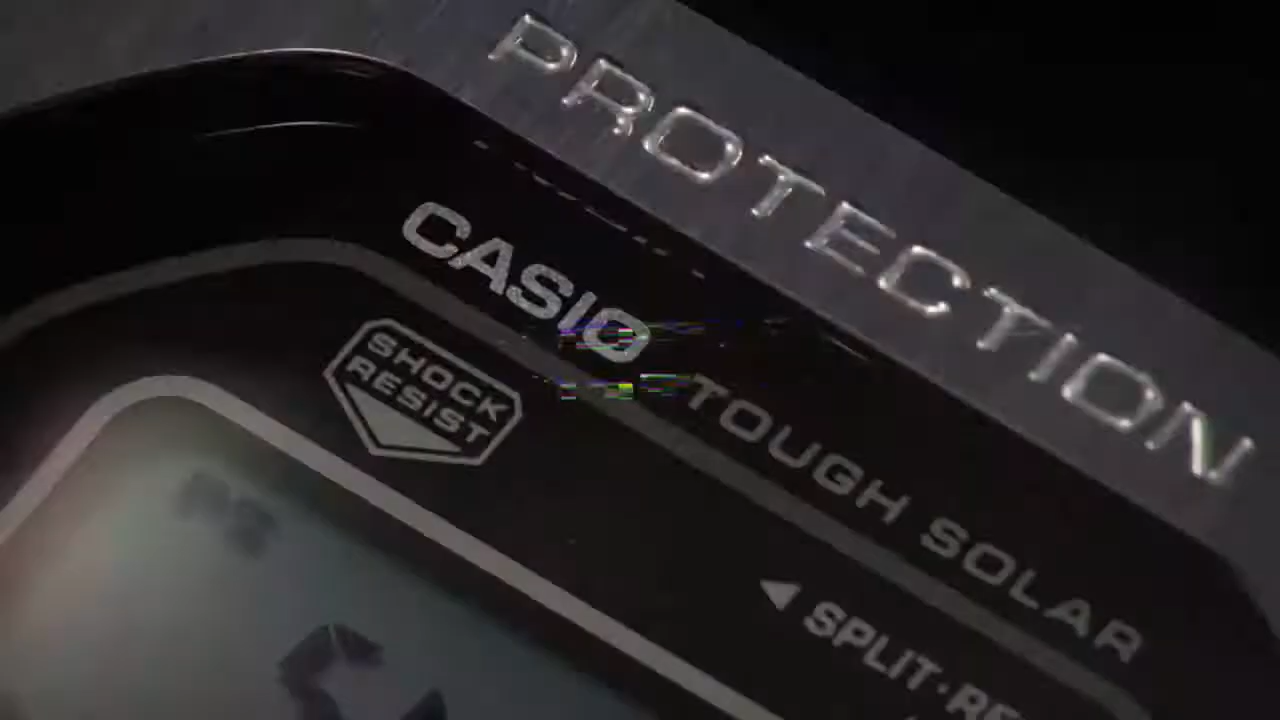 PROTECTION
CASIO
TOUGH SOLAR
SHOCK
RESIST
◀ SPLIT·RE